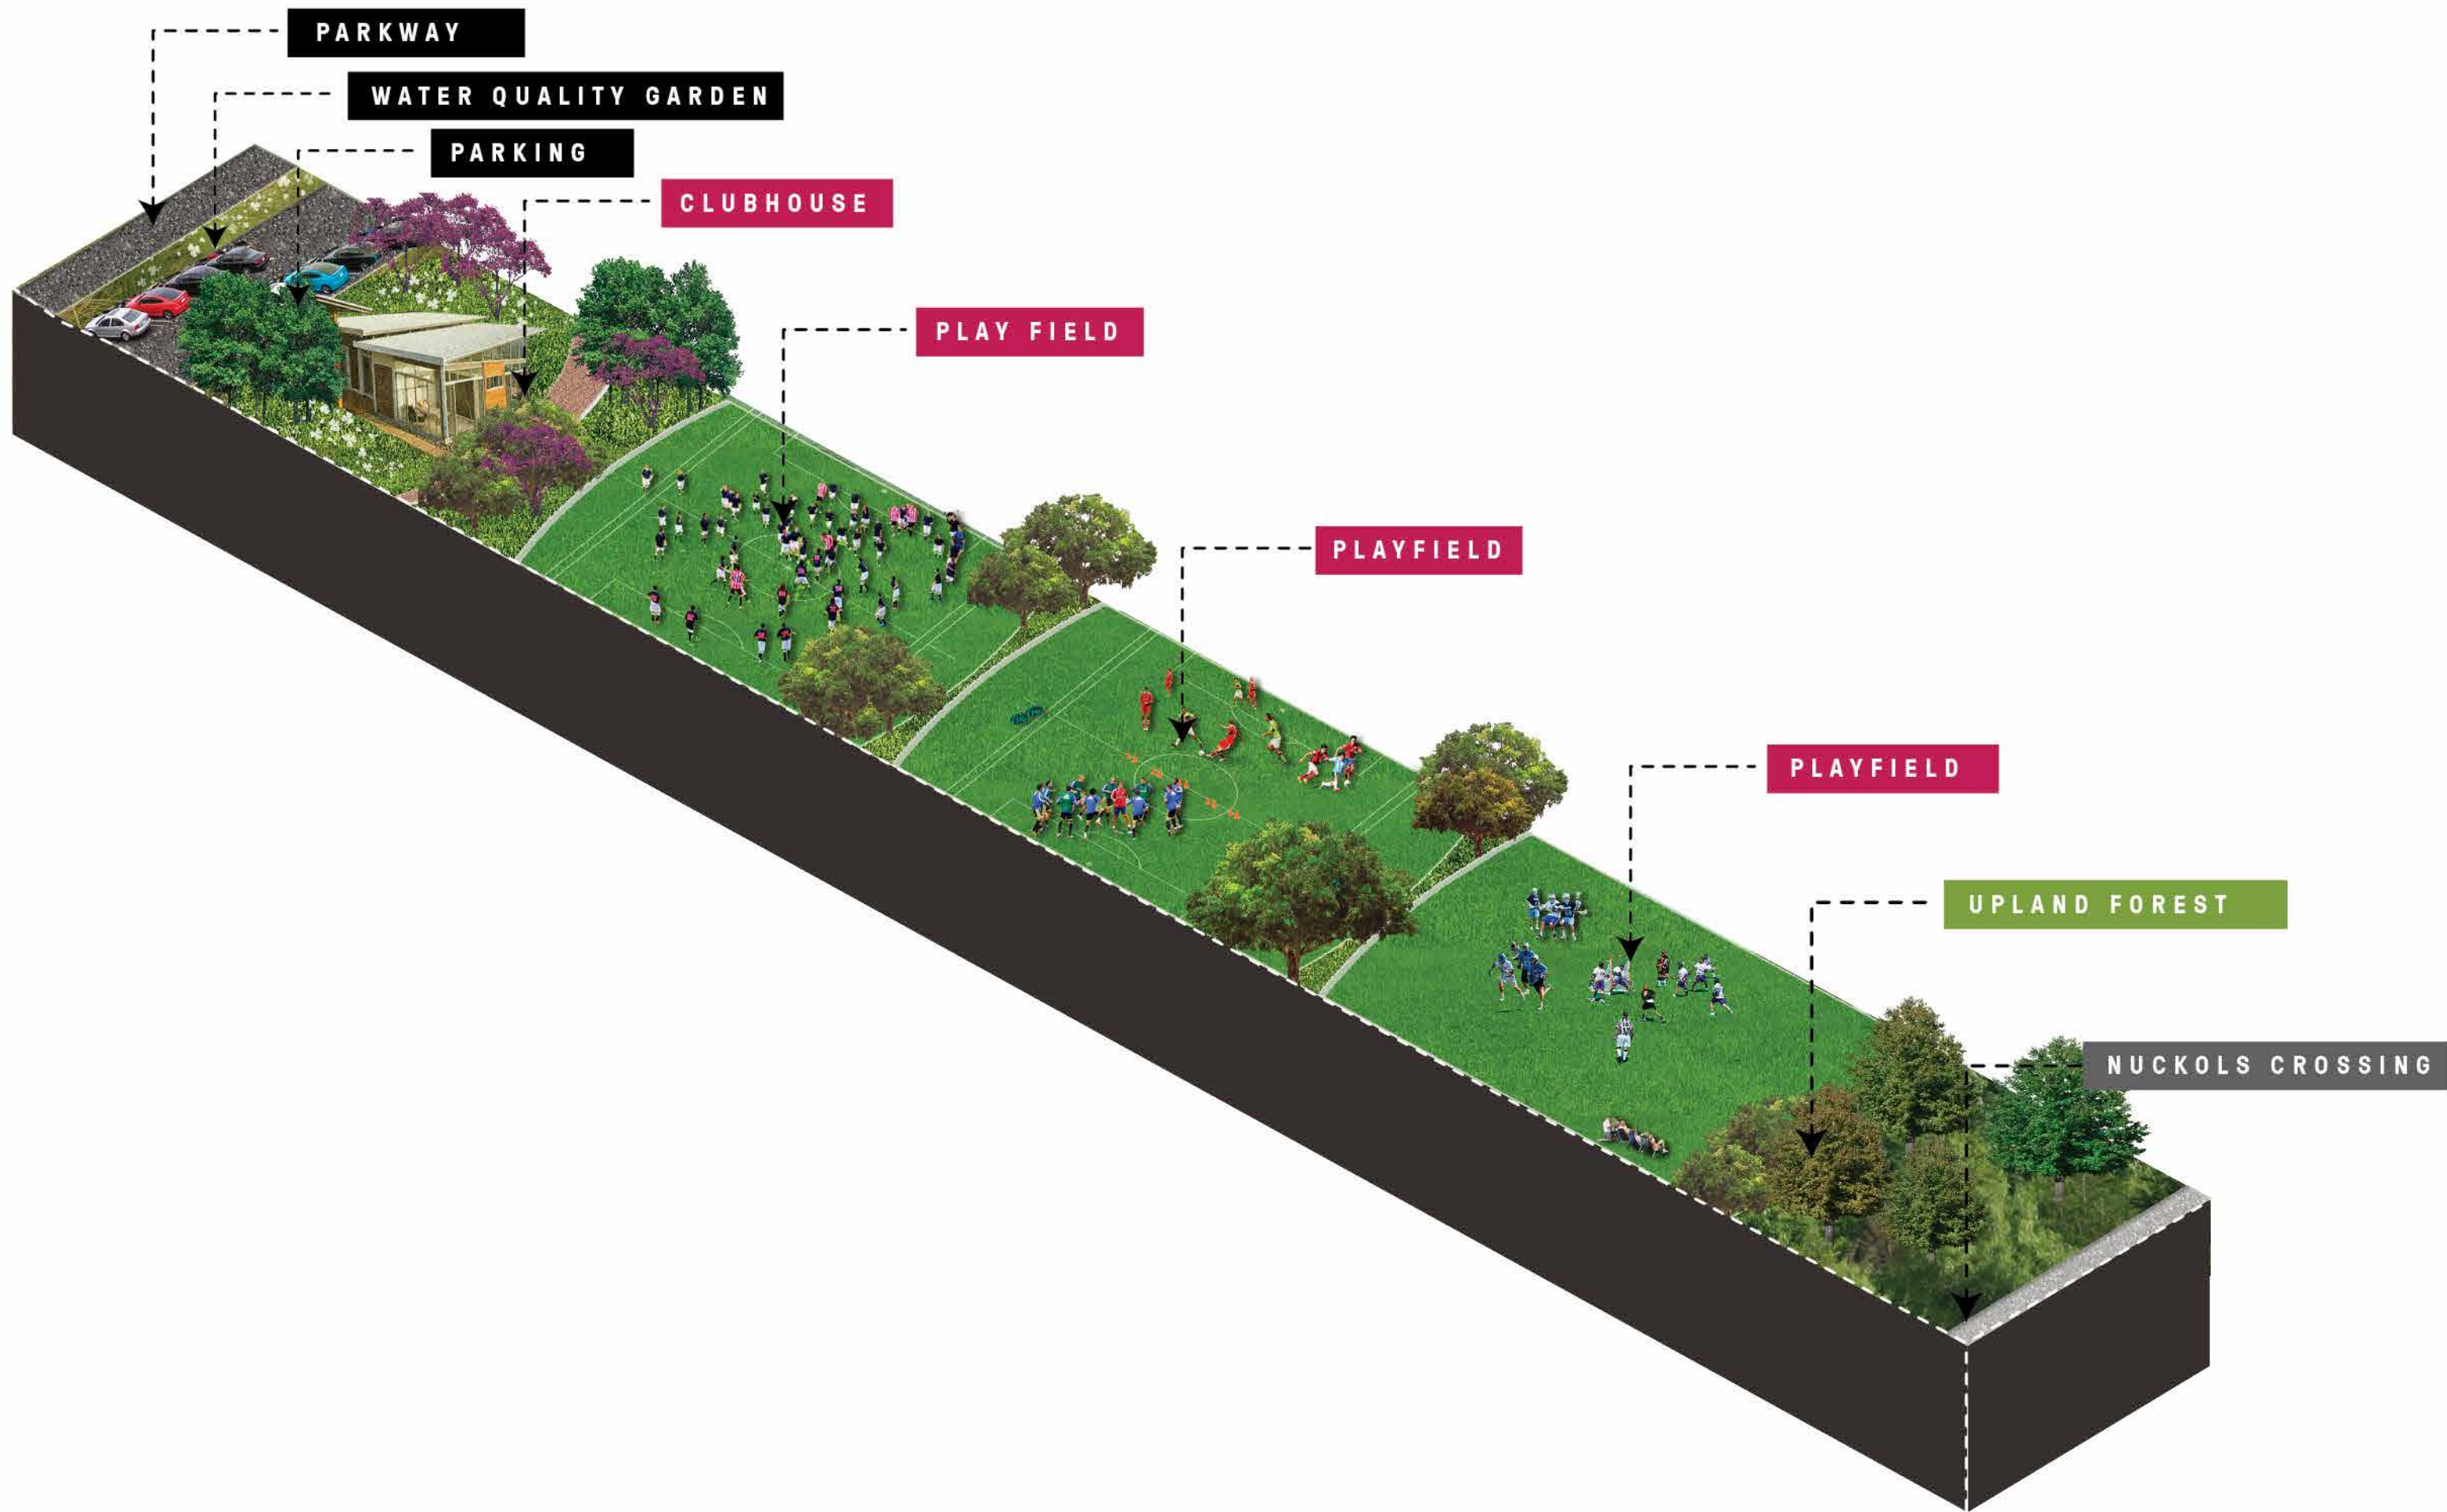 PARKWAY
WATER QUALITY GARDEN
PARKING
CLUBHOUSE
PLAY FIELD
PLAYFIELD
PLAYFIELD
UPLAND FOREST
NUCKOLS CROSSING